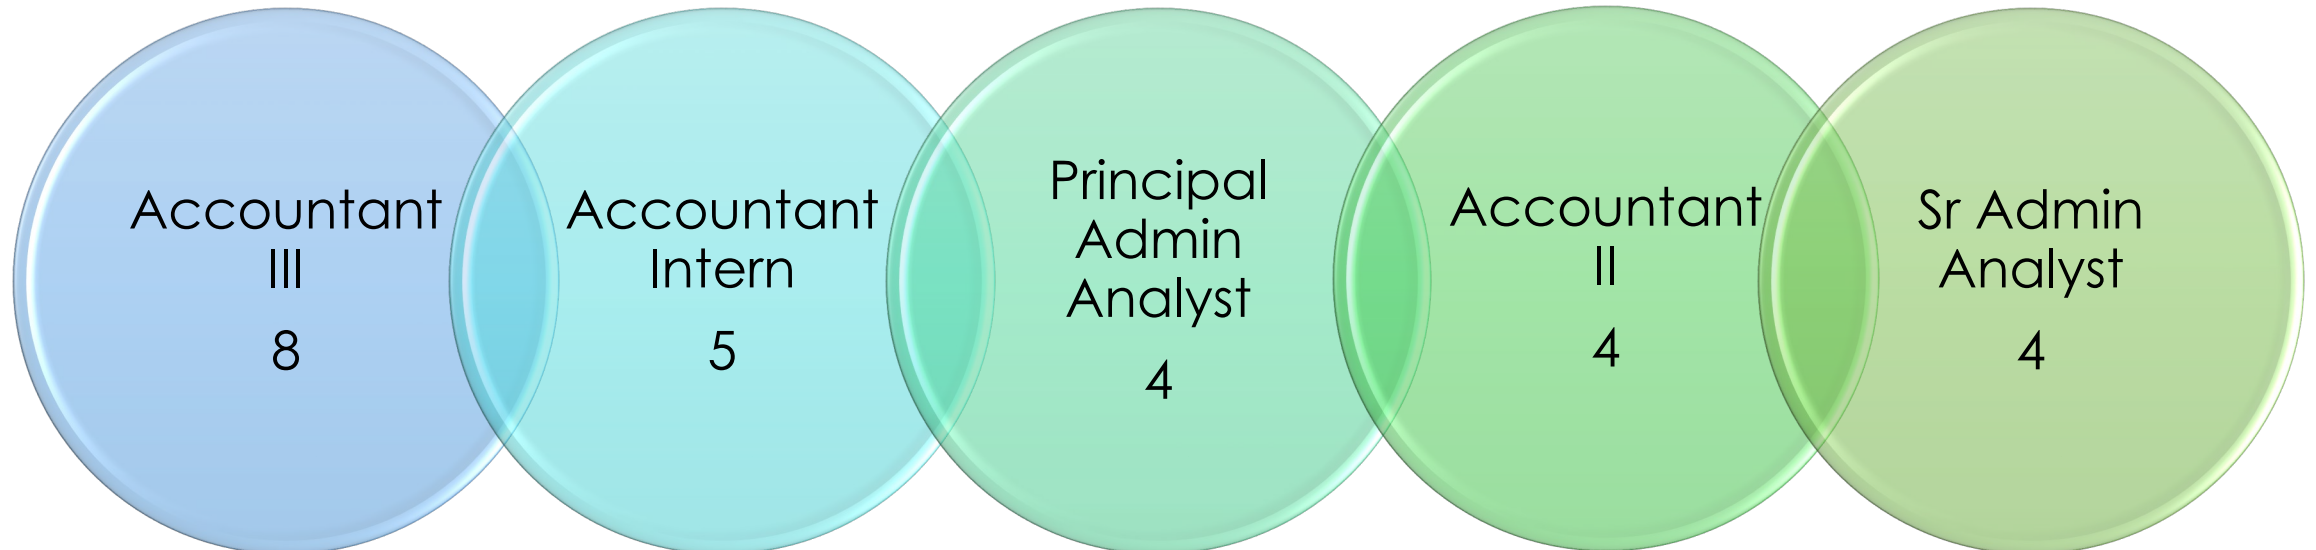 Accountant
III
8
Accountant
Intern
5
Principal
Admin
Analyst
4
Accountant
II
4
Sr Admin
Analyst
4